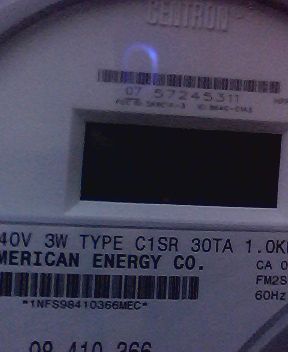 CENTRON
07 57245311
40V 3W TYPE C1SR 30TA 1.0K
MERICAN ENERGY CO.
CA 0
FM2S
*1NFS98410366MEC*
60Hz
98 410 366